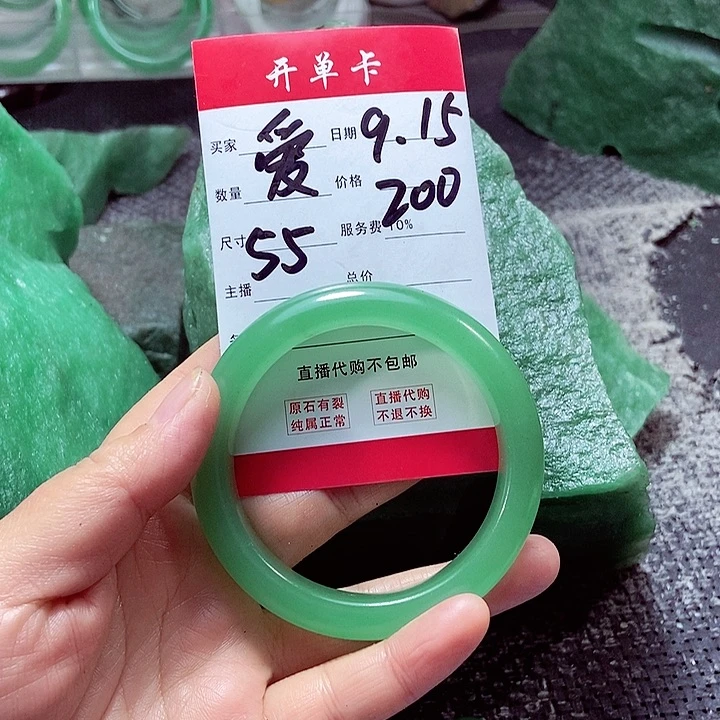 开单卡
买家 爱 日期 9.15
数量 价格 200
尺寸 55 服务费 10%
主播 总价
直播代购不包邮
原石有裂 直播代购
纯属正常 不退不换